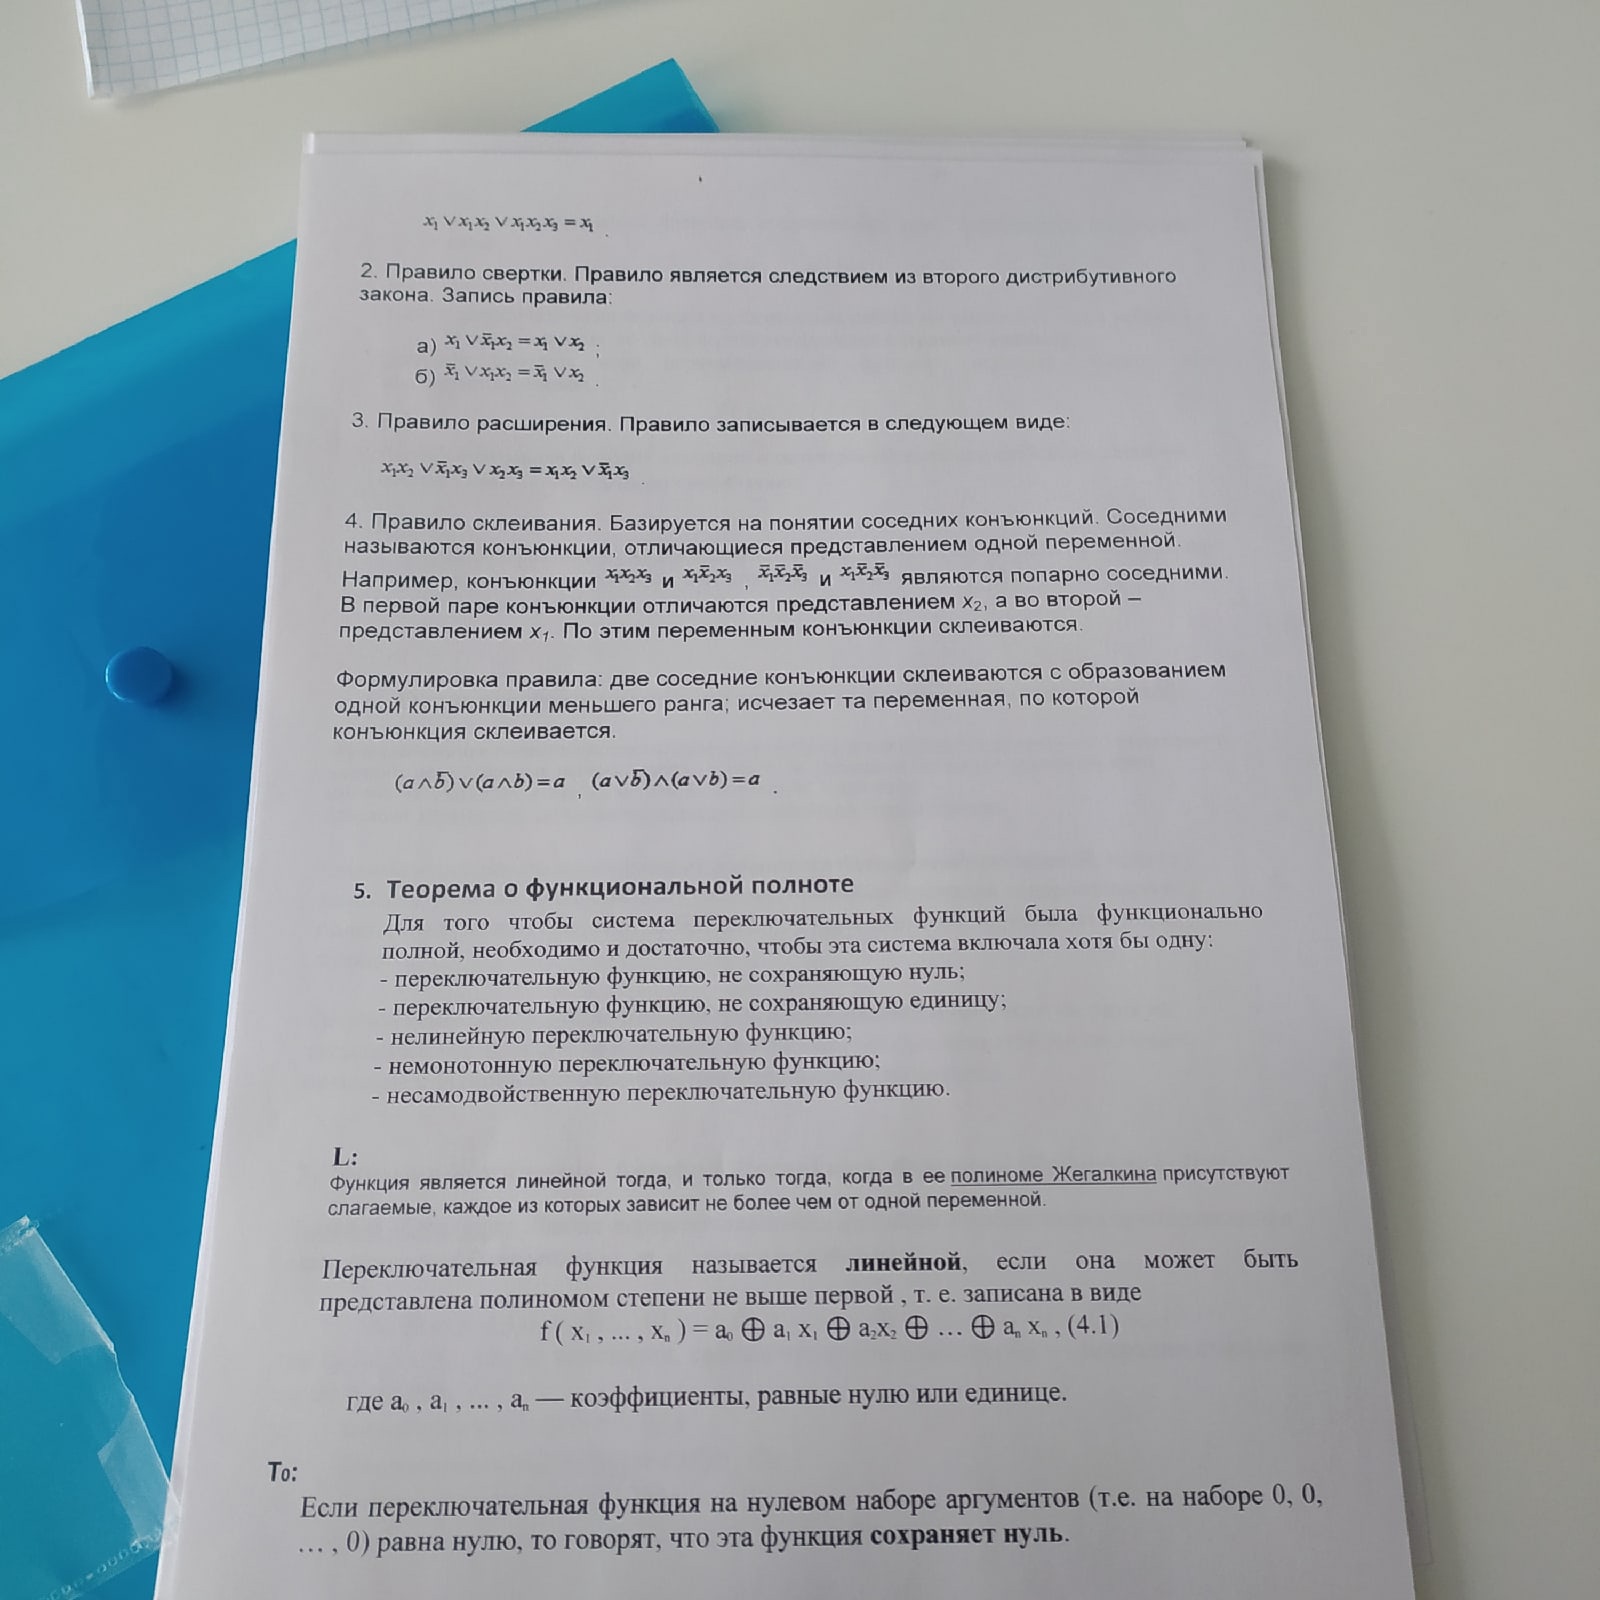 x₁ ∨ x₁x₂ ∨ x₁x₂x₃ = x₁ .
2. Правило свертки. Правило является следствием из второго дистрибутивного
закона. Запись правила:
а) x₁ ∨ x̄₁x₂ = x₁ ∨ x₂ ;
б) x̄₁ ∨ x₁x₂ = x̄₁ ∨ x₂ .
3. Правило расширения. Правило записывается в следующем виде:
x₁x₂ ∨ x̄₁x₃ ∨ x₂x₃ = x₁x₂ ∨ x̄₁x₃ .
4. Правило склеивания. Базируется на понятии соседних конъюнкций. Соседними
называются конъюнкции, отличающиеся представлением одной переменной.
Например, конъюнкции x₁x₂x₃ и x₁x̄₂x₃ , x̄₁x̄₂x̄₃ и x₁x̄₂x̄₃ являются попарно соседними.
В первой паре конъюнкции отличаются представлением x₂, а во второй –
представлением x₁. По этим переменным конъюнкции склеиваются.
Формулировка правила: две соседние конъюнкции склеиваются с образованием
одной конъюнкции меньшего ранга; исчезает та переменная, по которой
конъюнкция склеивается.
(a∧b̄)∨(a∧b)=a , (a∨b̄)∧(a∨b)=a .
5. Теорема о функциональной полноте
Для того чтобы система переключательных функций была функционально
полной, необходимо и достаточно, чтобы эта система включала хотя бы одну:
- переключательную функцию, не сохраняющую нуль;
- переключательную функцию, не сохраняющую единицу;
- нелинейную переключательную функцию;
- немонотонную переключательную функцию;
- несамодвойственную переключательную функцию.
L:
Функция является линейной тогда, и только тогда, когда в ее полиноме Жегалкина присутствуют
слагаемые, каждое из которых зависит не более чем от одной переменной.
Переключательная функция называется линейной, если она может быть
представлена полиномом степени не выше первой , т. е. записана в виде
f ( x₁ , ... , xₙ ) = a₀ ⊕ a₁ x₁ ⊕ a₂x₂ ⊕ … ⊕ aₙ xₙ , (4.1)
где a₀ , a₁ , ... , aₙ — коэффициенты, равные нулю или единице.
T₀:
Если переключательная функция на нулевом наборе аргументов (т.е. на наборе 0, 0,
… , 0) равна нулю, то говорят, что эта функция сохраняет нуль.